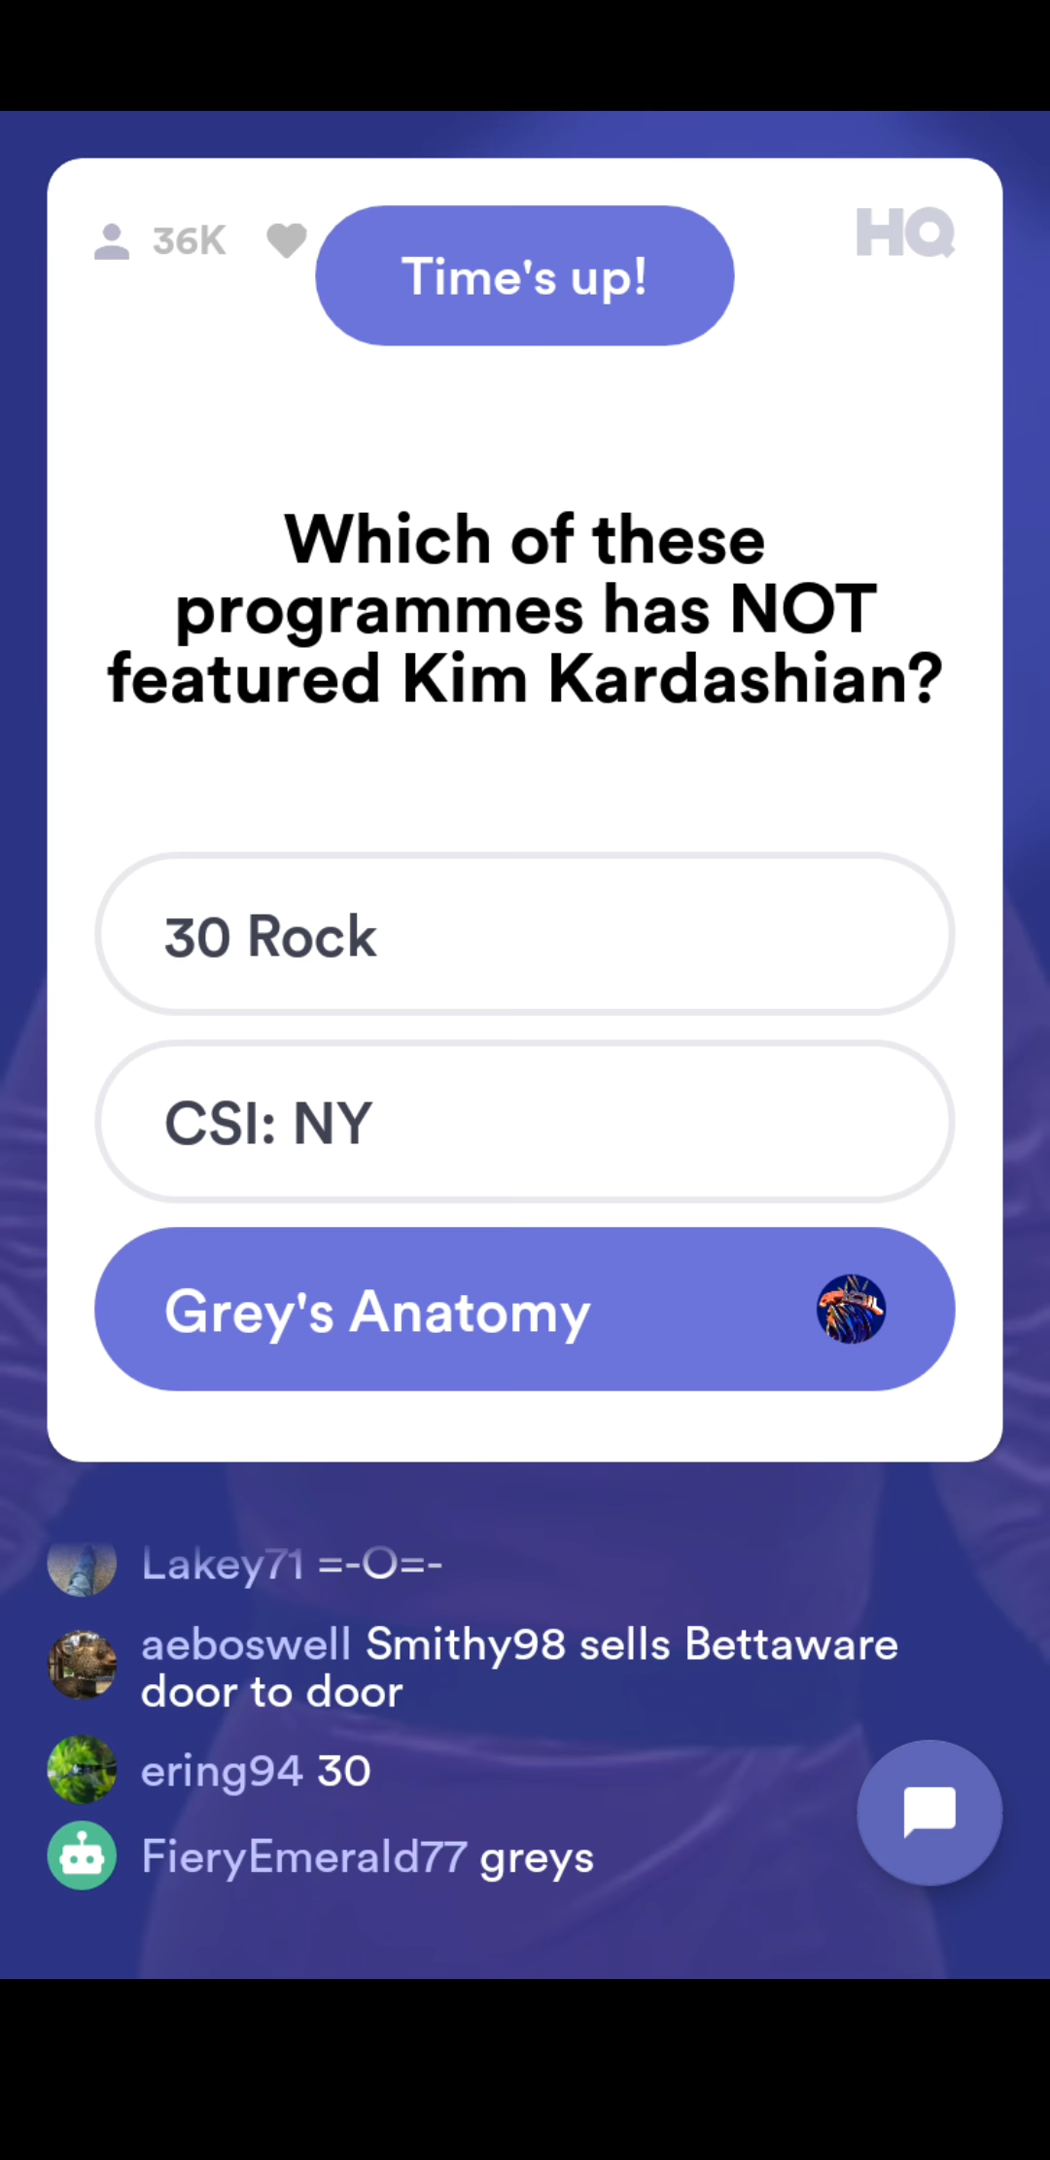 36K
HQ
Time's up!
Which of these
programmes has NOT
featured Kim Kardashian?
30 Rock
CSI: NY
Grey's Anatomy
Lakey71 =-O=-
aeboswell Smithy98 sells Bettaware
door to door
ering94 30
FieryEmerald77 greys